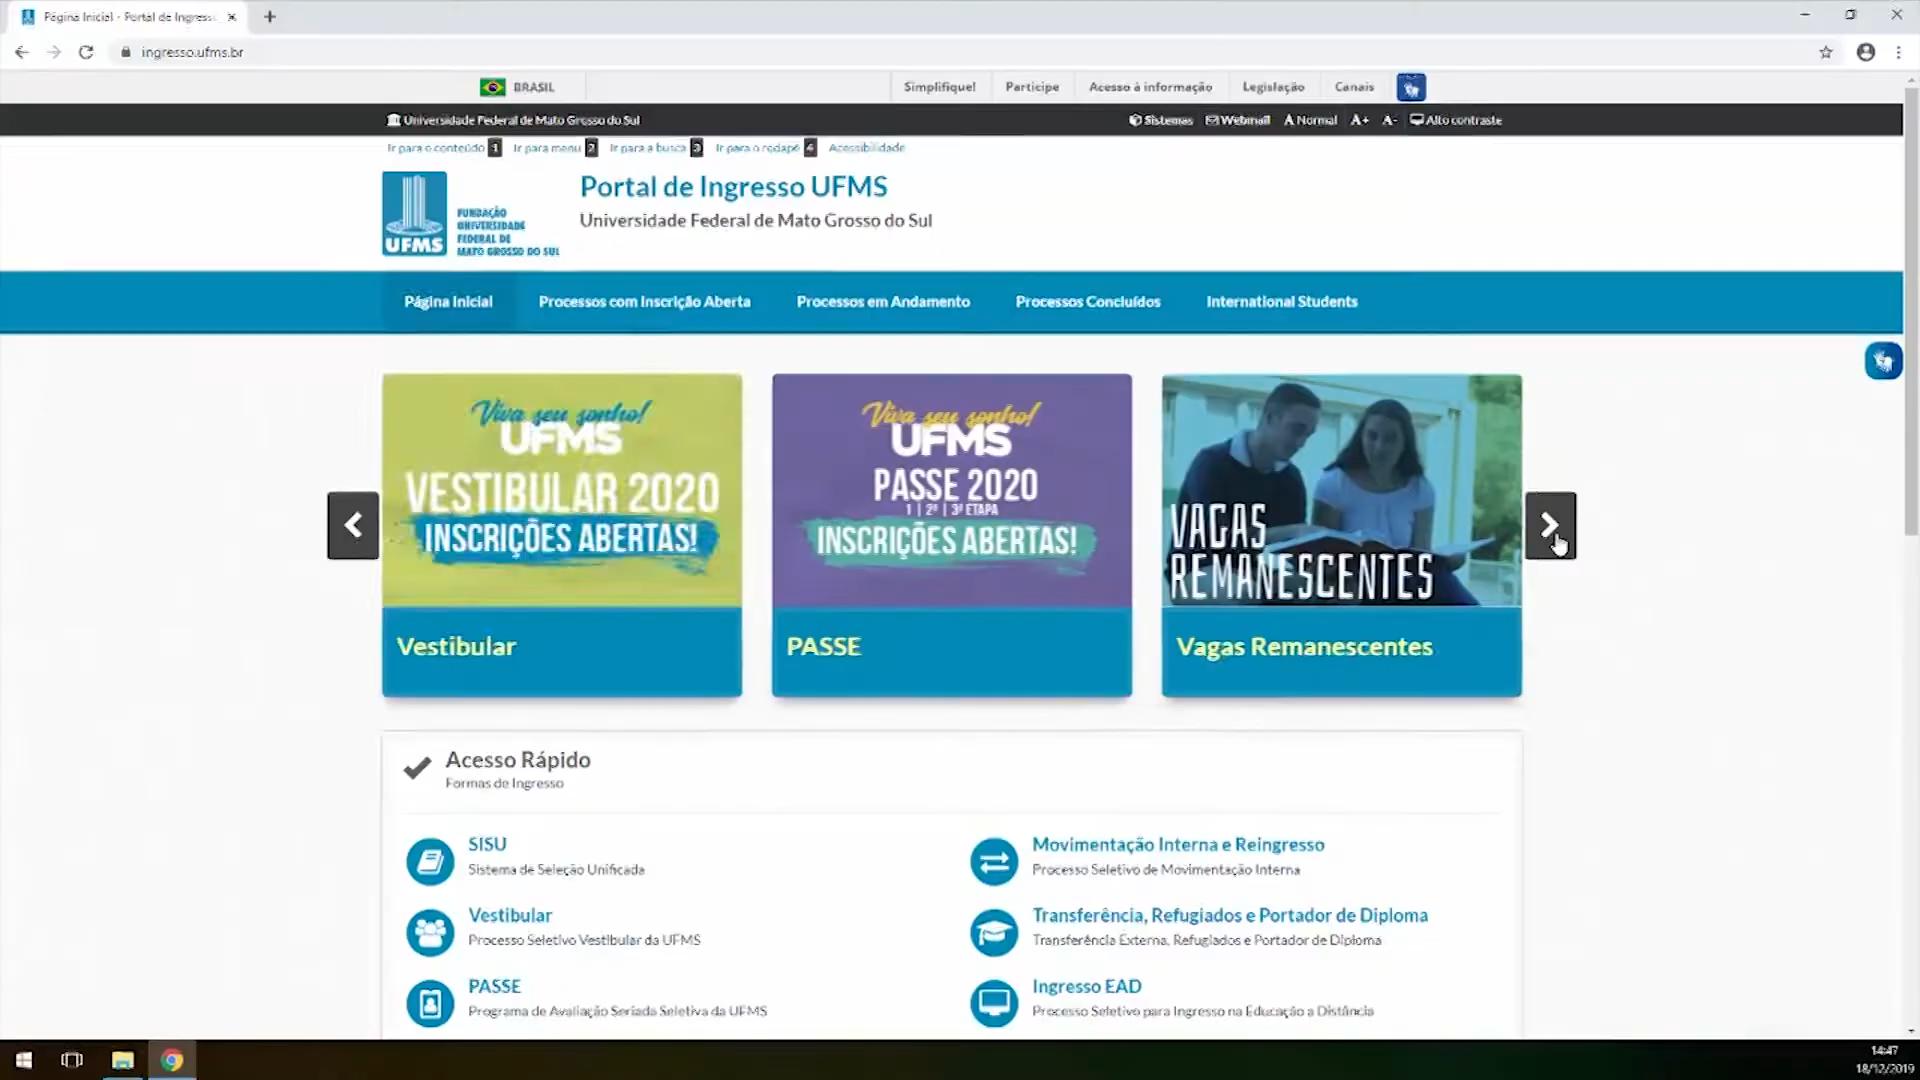 Página Inicial - Portal de Ingress
ingresso.ufms.br
BRASIL
Simplifique!
Participe
Acesso à informação
Legislação
Canais
Universidade Federal de Mato Grosso do Sul
Sistemas
Webmail
A Normal
A+
A-
Alto contraste
Ir para o conteúdo 1
Ir para menu 2
Ir para a busca 3
Ir para o rodapé 4
Acessibilidade
UFMS
FUNDAÇÃO
UNIVERSIDADE
FEDERAL DE
MATO GROSSO DO SUL
Portal de Ingresso UFMS
Universidade Federal de Mato Grosso do Sul
Página Inicial
Processos com Inscrição Aberta
Processos em Andamento
Processos Concluídos
International Students
Viva seu sonho!
UFMS
VESTIBULAR 2020
INSCRIÇÕES ABERTAS!
Vestibular
Viva seu sonho!
UFMS
PASSE 2020
1 | 2ª | 3ª ETAPA
INSCRIÇÕES ABERTAS!
PASSE
VAGAS
REMANESCENTES
Vagas Remanescentes
Acesso Rápido
Formas de Ingresso
SISU
Sistema de Seleção Unificada
Movimentação Interna e Reingresso
Processo Seletivo de Movimentação Interna
Vestibular
Processo Seletivo Vestibular da UFMS
Transferência, Refugiados e Portador de Diploma
Transferência Externa, Refugiados e Portador de Diploma
PASSE
Programa de Avaliação Seriada Seletiva da UFMS
Ingresso EAD
Processo Seletivo para Ingresso na Educação a Distância
14:47
18/12/2019